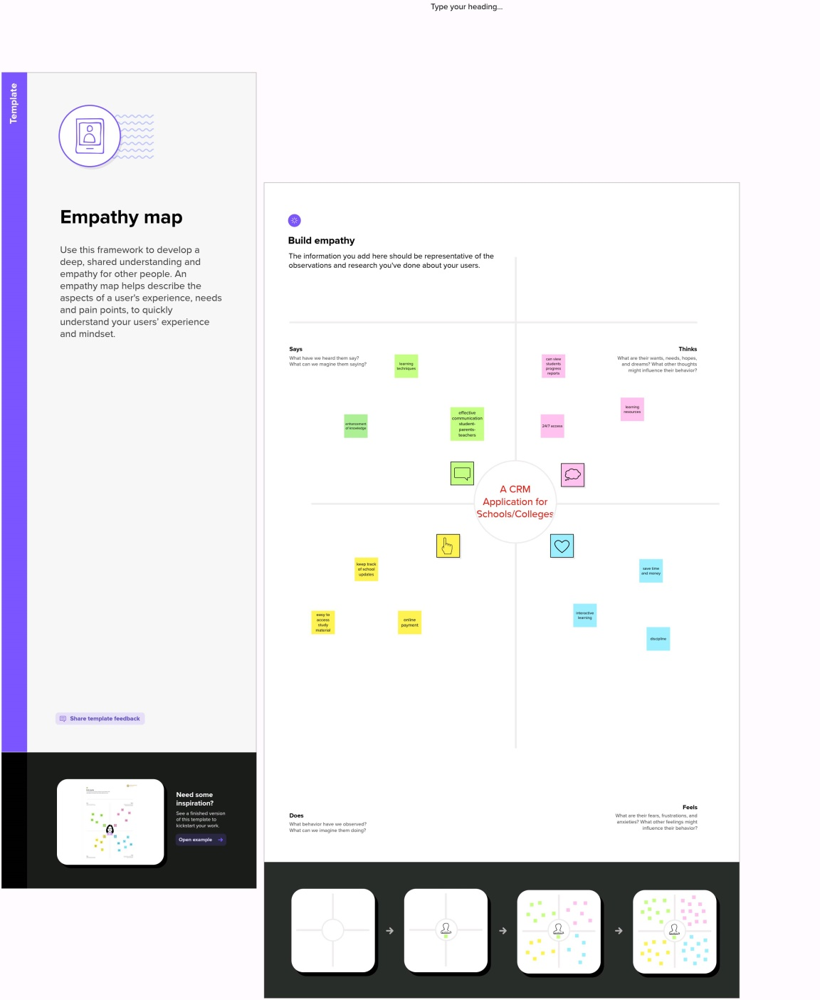 Type your heading...
Template
Empathy map
Use this framework to develop a
deep, shared understanding and
empathy for other people. An
empathy map helps describe the
aspects of a user's experience, needs
and pain points, to quickly
understand your users' experience
and mindset.
Share template feedback
Need some
inspiration?
See a finished version
of this template to
kickstart your work.
Open example
Build empathy
The information you add here should be representative of the
observations and research you've done about your users.
Says
What have we heard them say?
What can we magine them saying?
learning
techniques
enhancement
of knowledge
effective
communication
student-
parents-
teachers
can view
students
progress
reports
Thinks
What are their wants, needs, hopes,
and dreams? What other thoughts
might influence their behavior?
learning
resources
24/7 access
A CRM
Application for
Schools/Colleges
keep track
of school
updates
easy to
access
study
material
online
payment
save time
and money
interactive
learning
discipline
Does
What behavior have we observed?
What can we imagine them doing?
Feels
What are their fears, frustrations, and
anxieties? What other feelings might
influence their behavior?